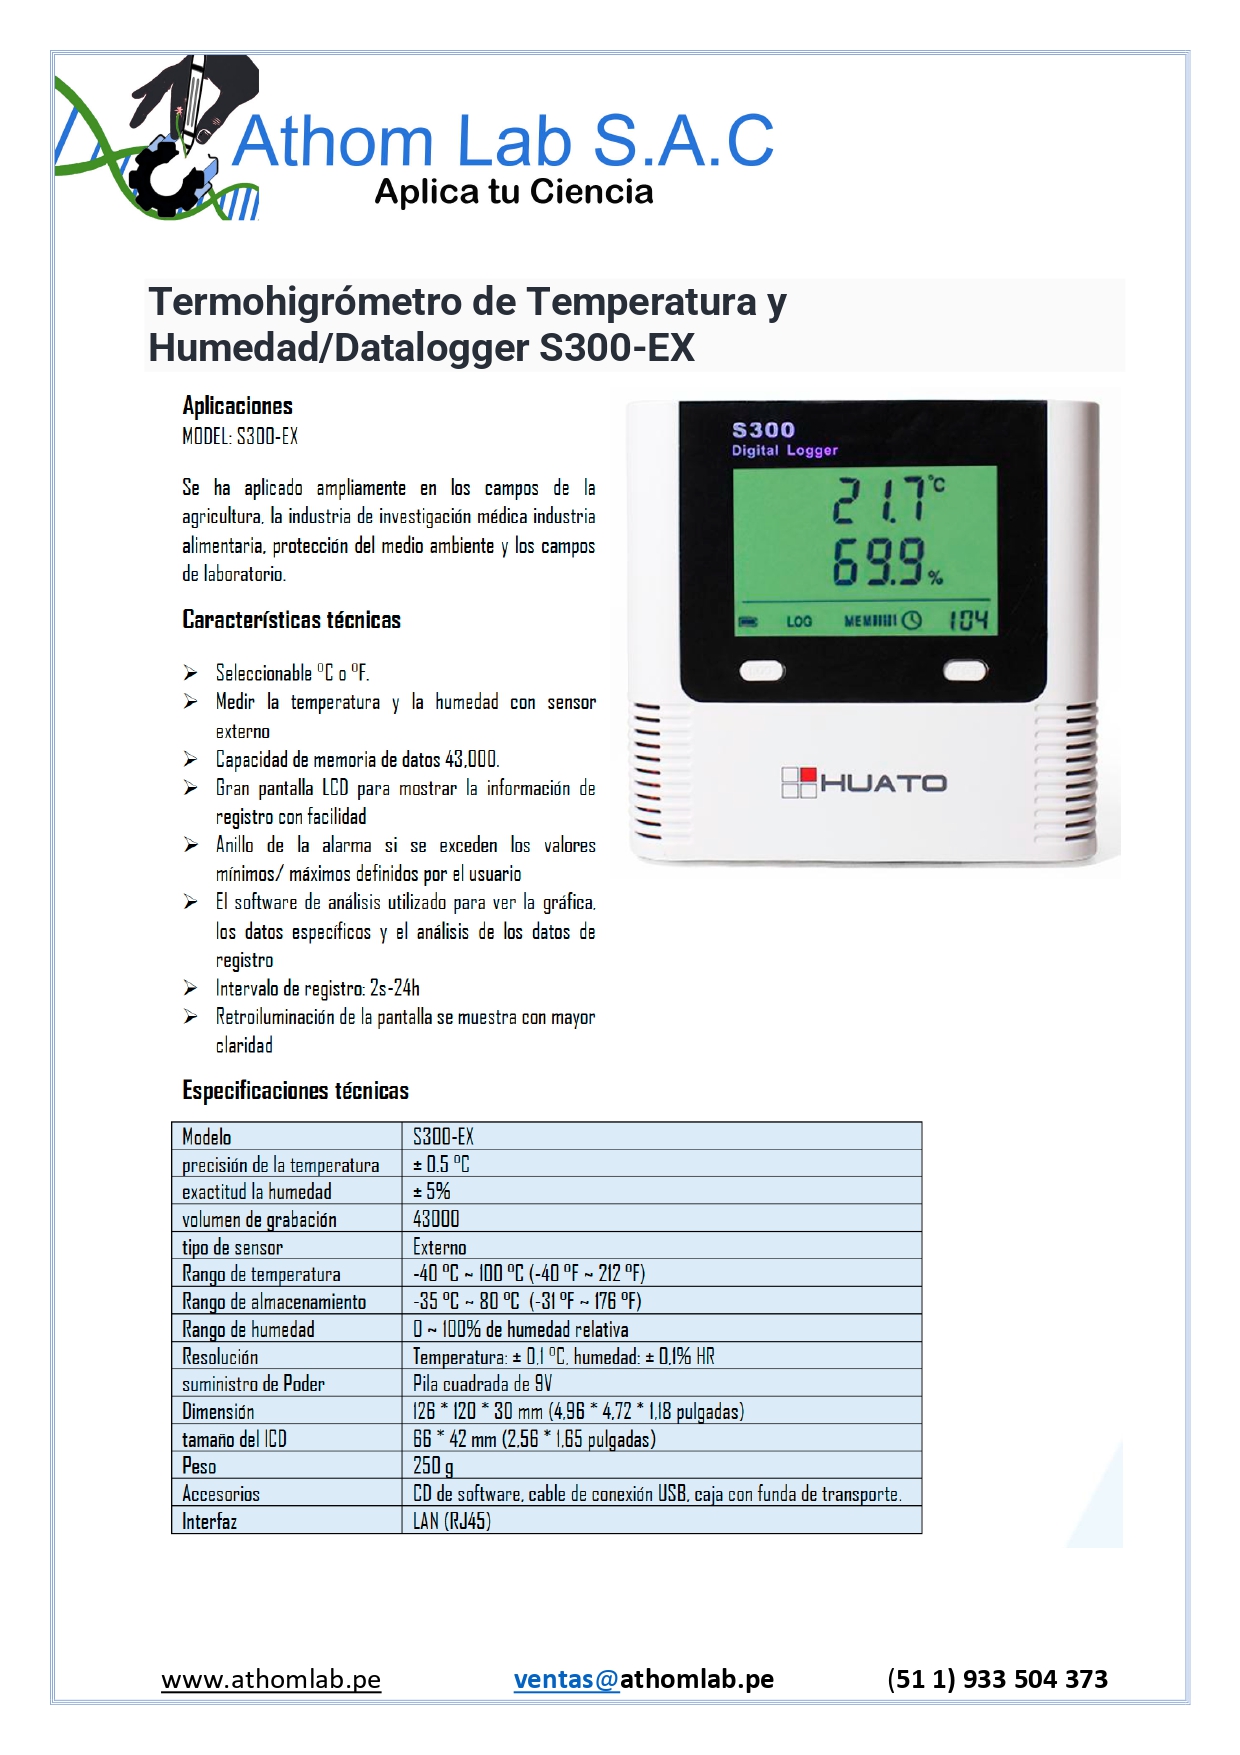 Athom Lab S.A.C
Aplica tu Ciencia
Termohigrómetro de Temperatura y
Humedad/Datalogger S300-EX
Aplicaciones
MODEL: S300-EX
Se ha aplicado ampliamente en los campos de la
agricultura, la industria de investigación médica industria
alimentaria, protección del medio ambiente y los campos
de laboratorio.
Características técnicas
➢ Seleccionable ºC o ºF.
➢ Medir la temperatura y la humedad con sensor
externo
➢ Capacidad de memoria de datos 43,000.
➢ Gran pantalla LCD para mostrar la información de
registro con facilidad
➢ Anillo de la alarma si se exceden los valores
mínimos/ máximos definidos por el usuario
➢ El software de análisis utilizado para ver la gráfica,
los datos específicos y el análisis de los datos de
registro
➢ Intervalo de registro: 2s-24h
➢ Retroiluminación de la pantalla se muestra con mayor
claridad
S300
Digital Logger
21.7 °C
69.9 %
LOG MEM 104
HUATO
Especificaciones técnicas
Modelo S300-EX
precisión de la temperatura ± 0.5 ºC
exactitud la humedad ± 5%
volumen de grabación 43000
tipo de sensor Externo
Rango de temperatura -40 ºC ~ 100 ºC (-40 ºF ~ 212 ºF)
Rango de almacenamiento -35 ºC ~ 80 ºC (-31 ºF ~ 176 ºF)
Rango de humedad 0 ~ 100% de humedad relativa
Resolución Temperatura: ± 0,1 ºC, humedad: ± 0,1% HR
suministro de Poder Pila cuadrada de 9V
Dimensión 126 * 120 * 30 mm (4,96 * 4,72 * 1,18 pulgadas)
tamaño del lCD 66 * 42 mm (2,56 * 1,65 pulgadas)
Peso 250 g
Accesorios CD de software, cable de conexión USB, caja con funda de transporte.
Interfaz LAN (RJ45)
www.athomlab.pe ventas@athomlab.pe (51 1) 933 504 373